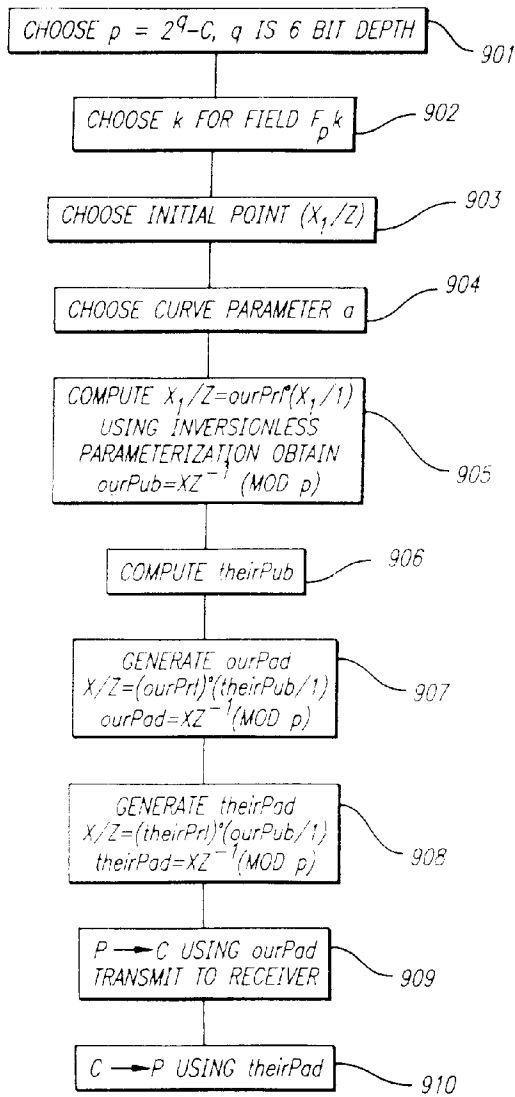 CHOOSE p = 2^q-C, q IS 6 BIT DEPTH
901
CHOOSE k FOR FIELD F_p k
902
CHOOSE INITIAL POINT (X_1/Z)
903
CHOOSE CURVE PARAMETER a
904
COMPUTE X_1/Z=ourPrI°(X_1/1)
USING INVERSIONLESS
PARAMETERIZATION OBTAIN
ourPub=XZ^-1 (MOD p)
905
COMPUTE theirPub
906
GENERATE ourPad
X/Z=(ourPrI)°(theirPub/1)
ourPad=XZ^-1(MOD p)
907
GENERATE theirPad
X/Z=(theirPrI)°(ourPub/1)
theirPad=XZ^-1(MOD p)
908
P → C USING ourPad
TRANSMIT TO RECEIVER
909
C → P USING theirPad
910